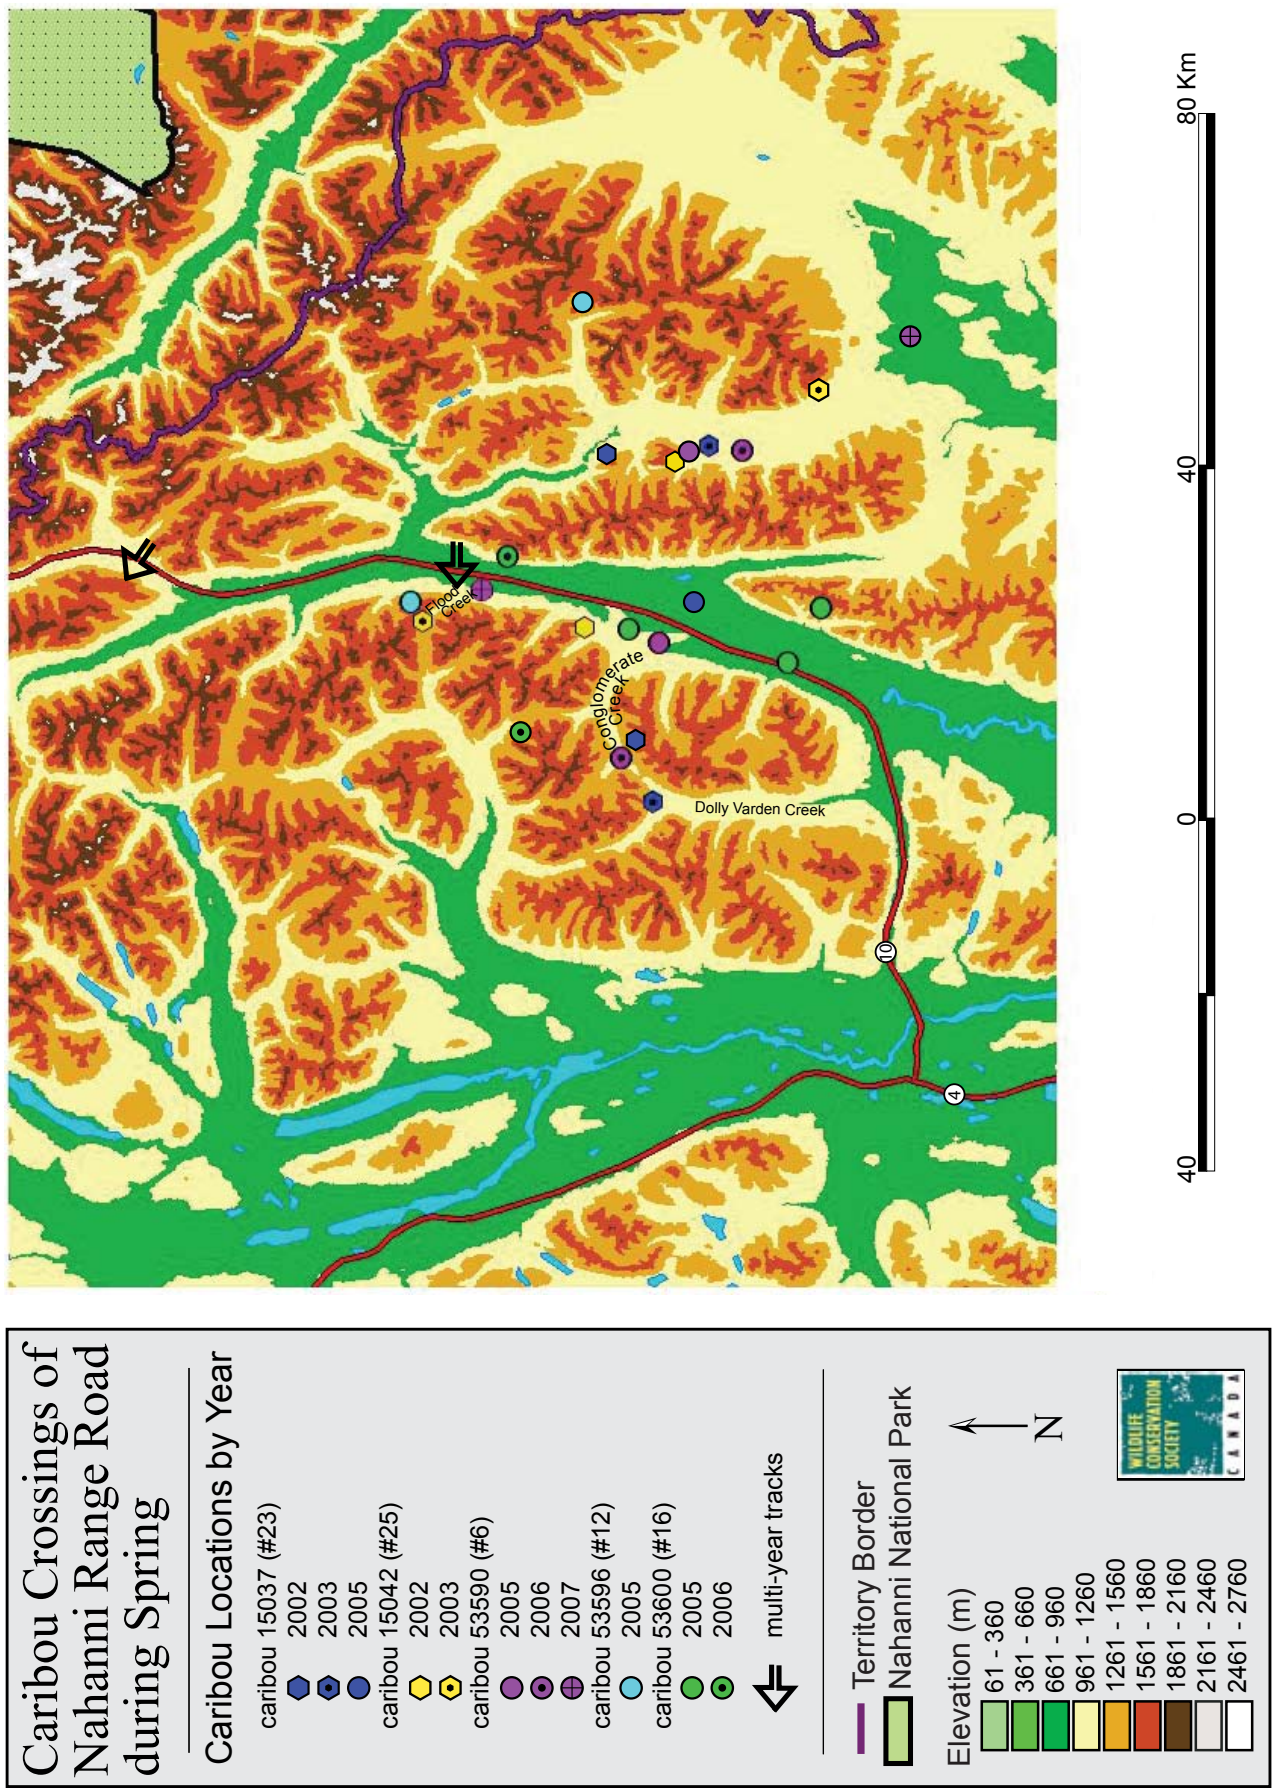 Caribou Crossings of
Nahanni Range Road
during Spring
Caribou Locations by Year
caribou 15037 (#23)
2002
2003
2005
caribou 15042 (#25)
2002
2003
caribou 53590 (#6)
2005
2006
2007
caribou 53596 (#12)
2005
caribou 53600 (#16)
2005
2006
multi-year tracks
Territory Border
Nahanni National Park
Elevation (m)
61 - 360
361 - 660
661 - 960
961 - 1260
1261 - 1560
1561 - 1860
1861 - 2160
2161 - 2460
2461 - 2760
N
WILDLIFE
CONSERVATION
SOCIETY
CANADA
Flood
Creek
Conglomerate
Creek
Dolly Varden Creek
10
4
40
0
40
80 Km